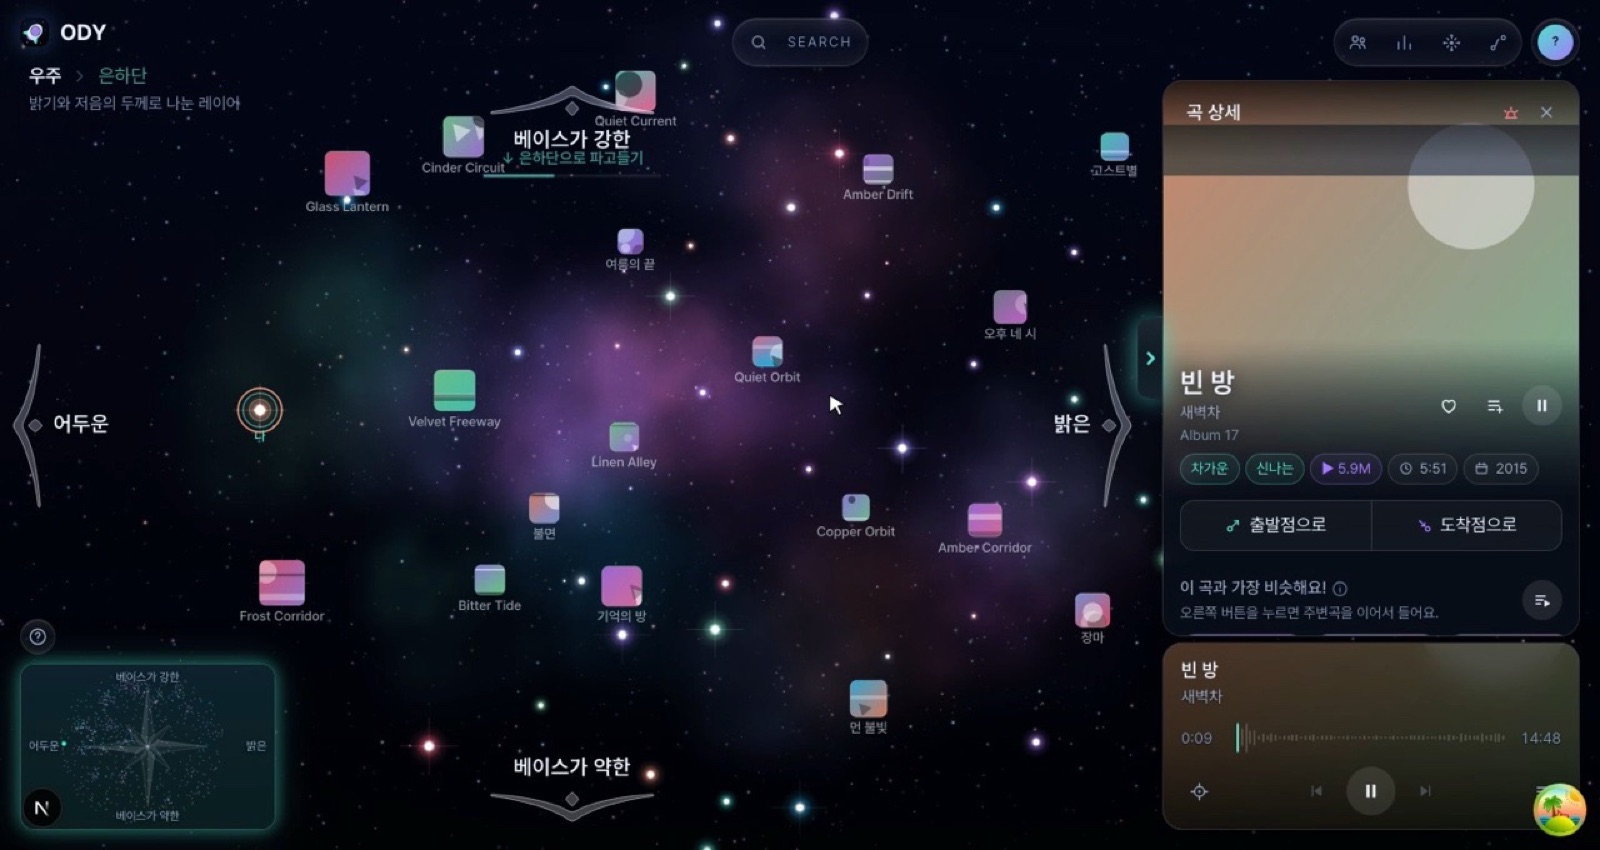 ODY
SEARCH
?
우주 > 은하단
밝기와 저음의 두께로 나눈 레이어
Quiet Current
베이스가 강한
↓ 은하단으로 파고들기
Cinder Circuit
Glass Lantern
Amber Drift
고스트별
여름의 끝
오후 네 시
Quiet Orbit
Velvet Freeway
어두운
밝은
나
Linen Alley
불면
Copper Orbit
Amber Corridor
Bitter Tide
기억의 방
Frost Corridor
장마
먼 불빛
베이스가 약한
?
베이스가 강한
어두운
밝은
베이스가 약한
N
곡 상세
빈 방
새벽차
Album 17
차가운 신나는 5.9M 5:51 2015
출발점으로 도착점으로
이 곡과 가장 비슷해요!
오른쪽 버튼을 누르면 주변곡을 이어서 들어요.
빈 방
새벽차
0:09 14:48